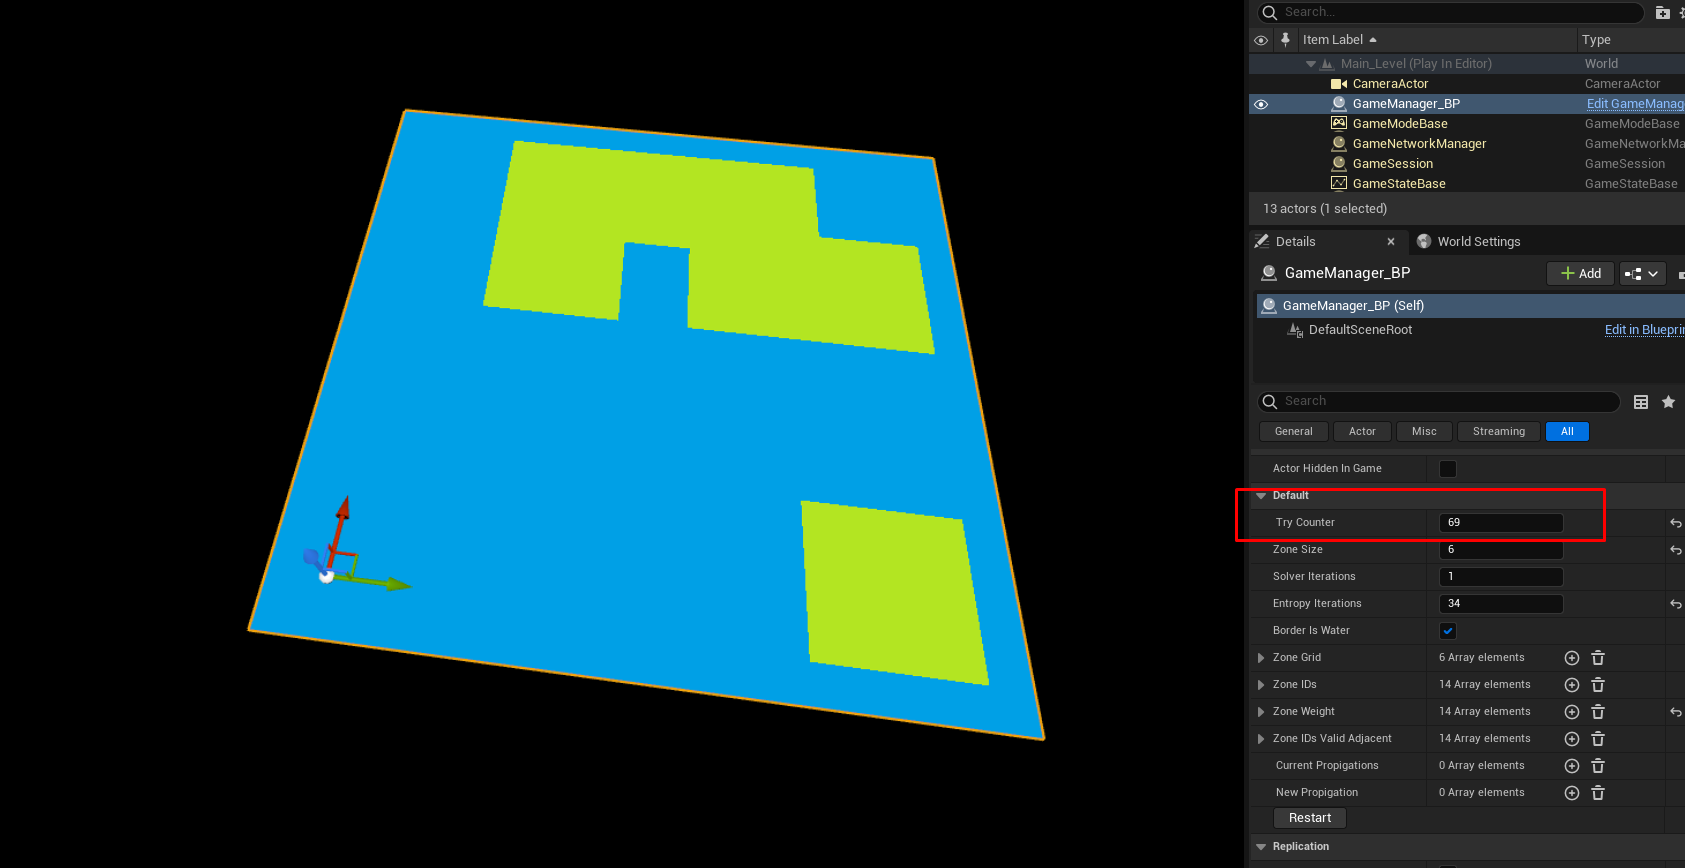 Search...
Item Label Type
Main_Level (Play In Editor) World
CameraActor CameraActor
GameManager_BP Edit GameManag
GameModeBase GameModeBase
GameNetworkManager GameNetworkMa
GameSession GameSession
GameStateBase GameStateBase
13 actors (1 selected)
Details World Settings
GameManager_BP Add
GameManager_BP (Self)
DefaultSceneRoot Edit in Blueprin
Search
General Actor Misc Streaming All
Actor Hidden In Game
Default
Try Counter 69
Zone Size 6
Solver Iterations 1
Entropy Iterations 34
Border Is Water
Zone Grid 6 Array elements
Zone IDs 14 Array elements
Zone Weight 14 Array elements
Zone IDs Valid Adjacent 14 Array elements
Current Propigations 0 Array elements
New Propigation 0 Array elements
Restart
Replication